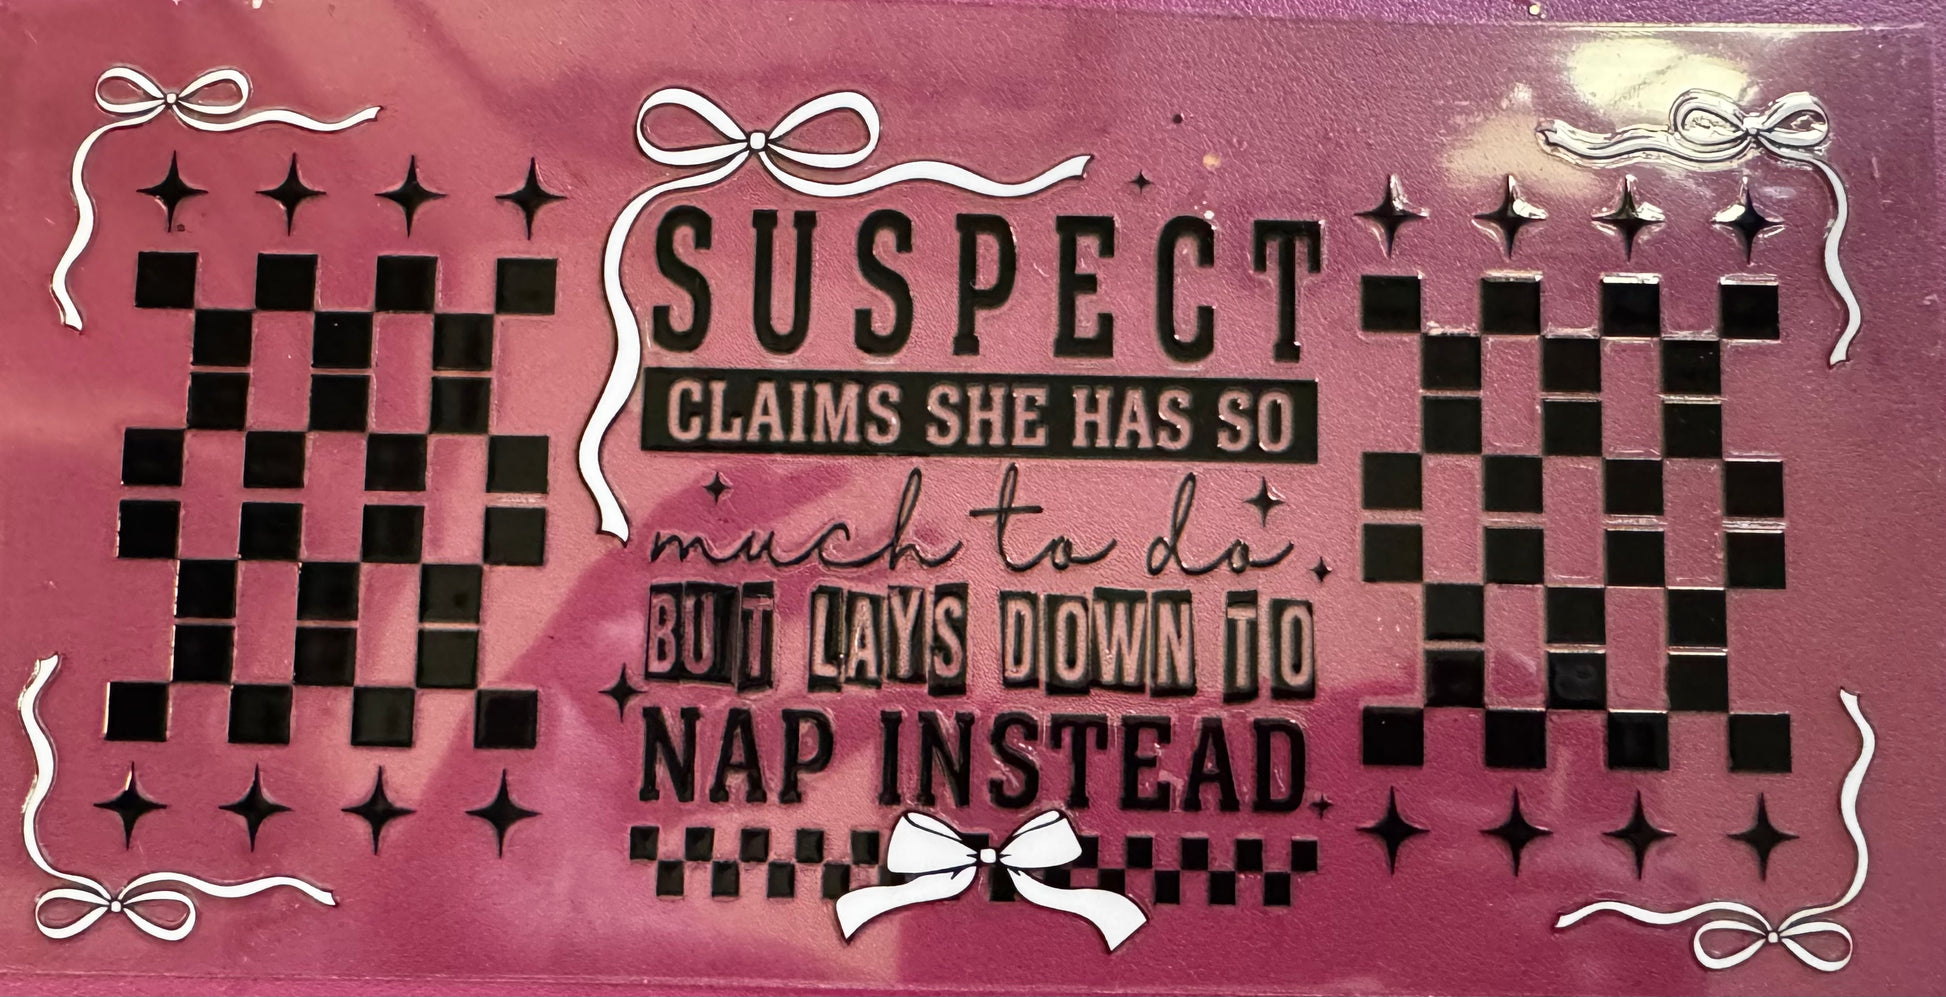 SUSPECT
CLAIMS SHE HAS SO
much to do.
BUT LAYS DOWN TO
NAP INSTEAD.